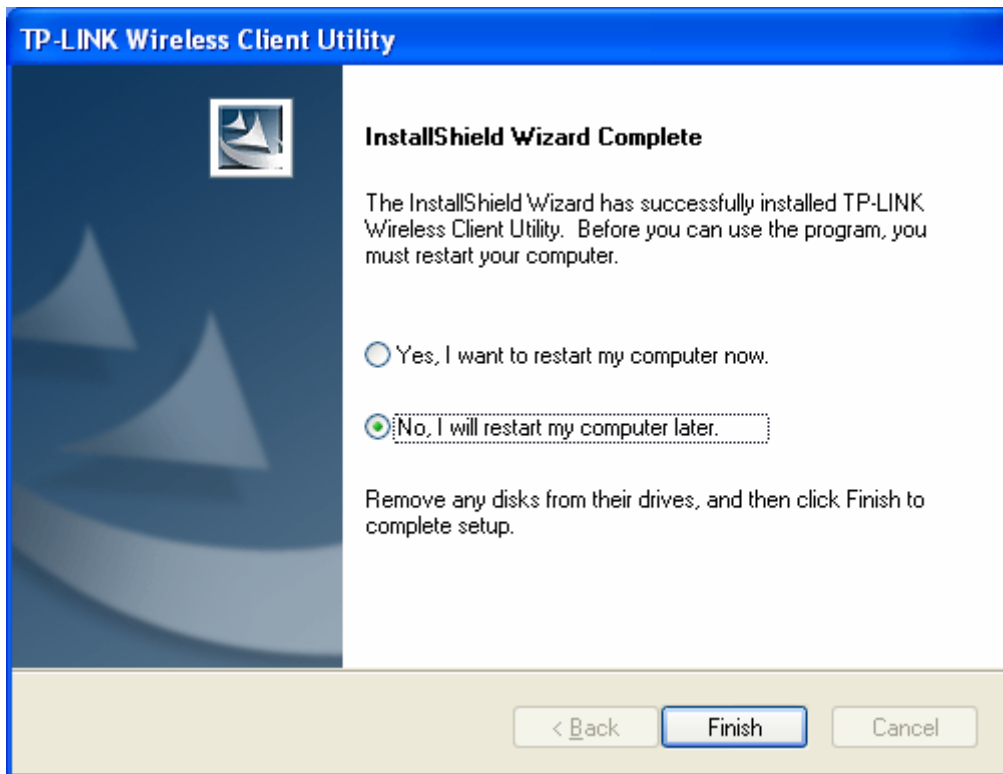 TP-LINK Wireless Client Utility
InstallShield Wizard Complete
The InstallShield Wizard has successfully installed TP-LINK
Wireless Client Utility.  Before you can use the program, you
must restart your computer.
Yes, I want to restart my computer now.
No, I will restart my computer later.
Remove any disks from their drives, and then click Finish to
complete setup.
< Back
Finish
Cancel